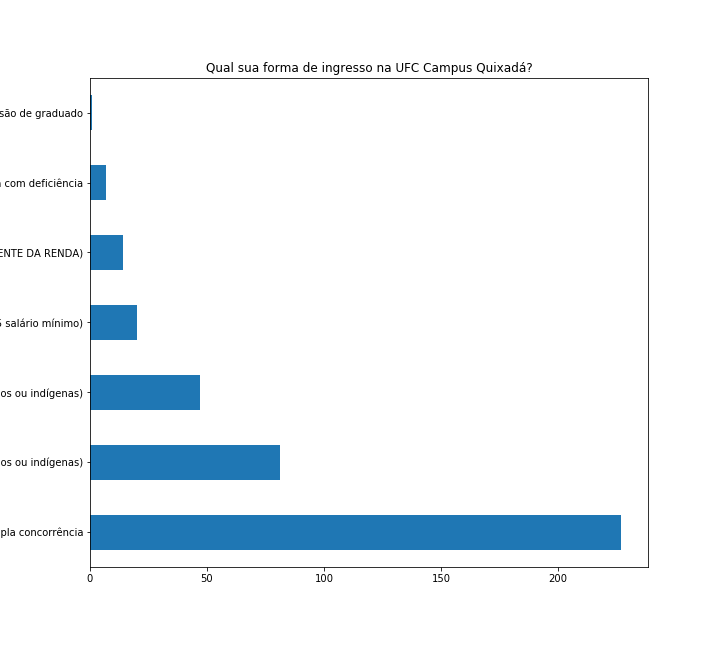 Qual sua forma de ingresso na UFC Campus Quixadá?
são de graduado
com deficiência
ENTE DA RENDA)
salário mínimo)
os ou indígenas)
os ou indígenas)
pla concorrência
0 50 100 150 200